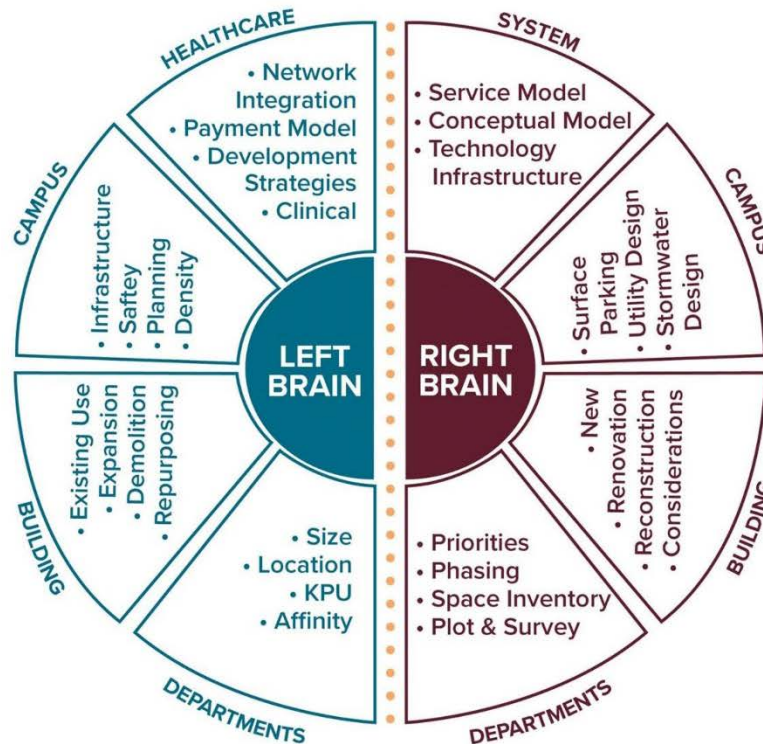 HEALTHCARE
• Network
Integration
• Payment Model
• Development
Strategies
• Clinical
CAMPUS
• Infrastructure
• Saftey
• Planning
• Density
BUILDING
• Existing Use
• Expansion
• Demolition
• Repurposing
DEPARTMENTS
• Size
• Location
• KPU
• Affinity
LEFT
BRAIN
SYSTEM
• Service Model
• Conceptual Model
• Technology
Infrastructure
CAMPUS
• Surface
Parking
• Utility Design
• Stormwater
Design
BUILDING
• New
• Renovation
• Reconstruction
• Considerations
DEPARTMENTS
• Priorities
• Phasing
• Space Inventory
• Plot & Survey
RIGHT
BRAIN